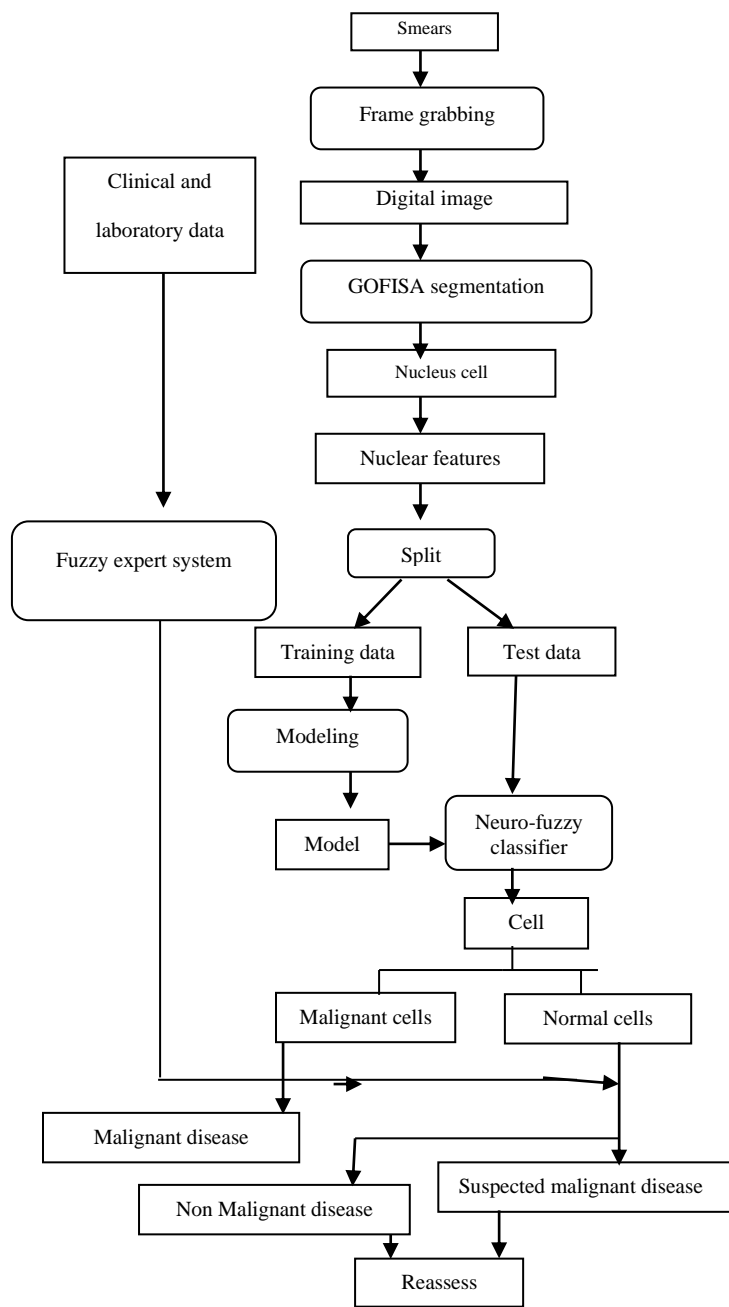 Smears
Frame grabbing
Clinical and
laboratory data
Digital image
GOFISA segmentation
Nucleus cell
Nuclear features
Fuzzy expert system
Split
Training data
Test data
Modeling
Model
Neuro-fuzzy
classifier
Cell
Malignant cells
Normal cells
Malignant disease
Non Malignant disease
Suspected malignant disease
Reassess